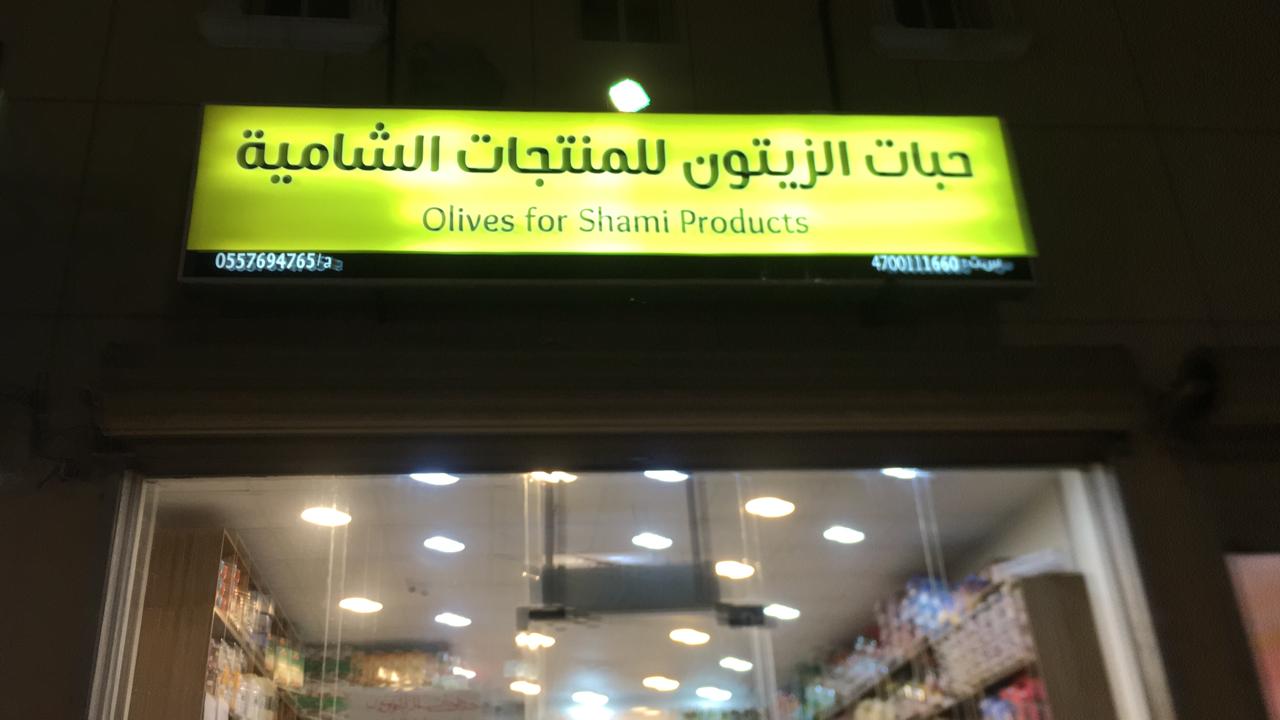 حبات الزيتون للمنتجات الشامية
Olives for Shami Products
س.ت: 4700111660
0557694765